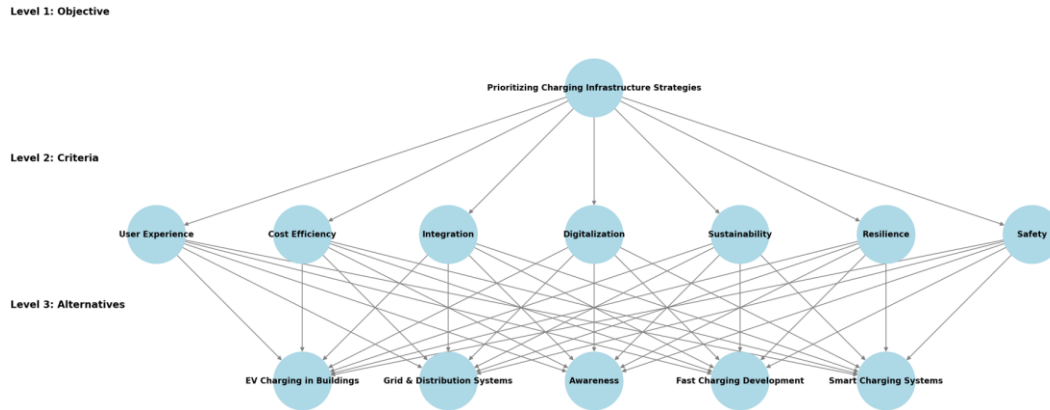 Level 1: Objective
Prioritizing Charging Infrastructure Strategies
Level 2: Criteria
User Experience
Cost Efficiency
Integration
Digitalization
Sustainability
Resilience
Safety
Level 3: Alternatives
EV Charging in Buildings
Grid & Distribution Systems
Awareness
Fast Charging Development
Smart Charging Systems